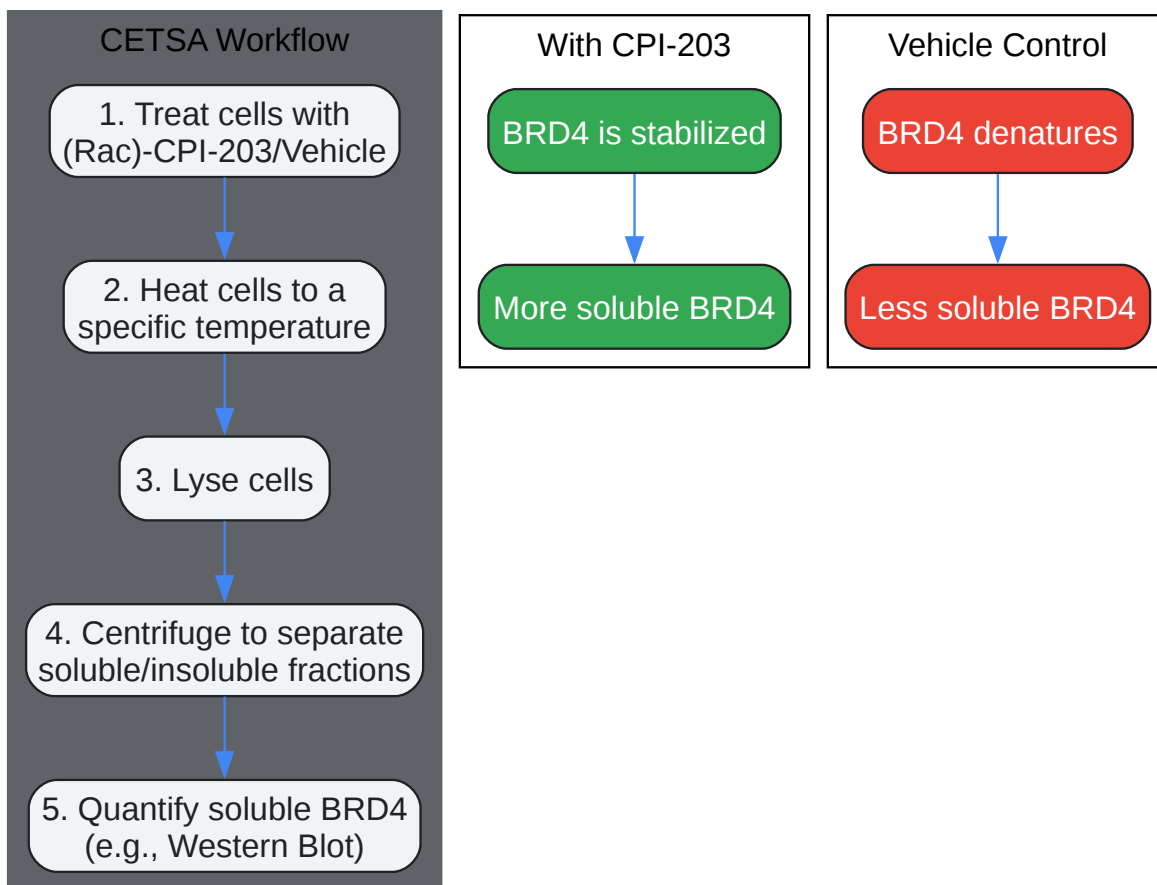 CETSA Workflow
1. Treat cells with
(Rac)-CPI-203/Vehicle
2. Heat cells to a
specific temperature
3. Lyse cells
4. Centrifuge to separate
soluble/insoluble fractions
5. Quantify soluble BRD4
(e.g., Western Blot)
With CPI-203
BRD4 is stabilized
More soluble BRD4
Vehicle Control
BRD4 denatures
Less soluble BRD4